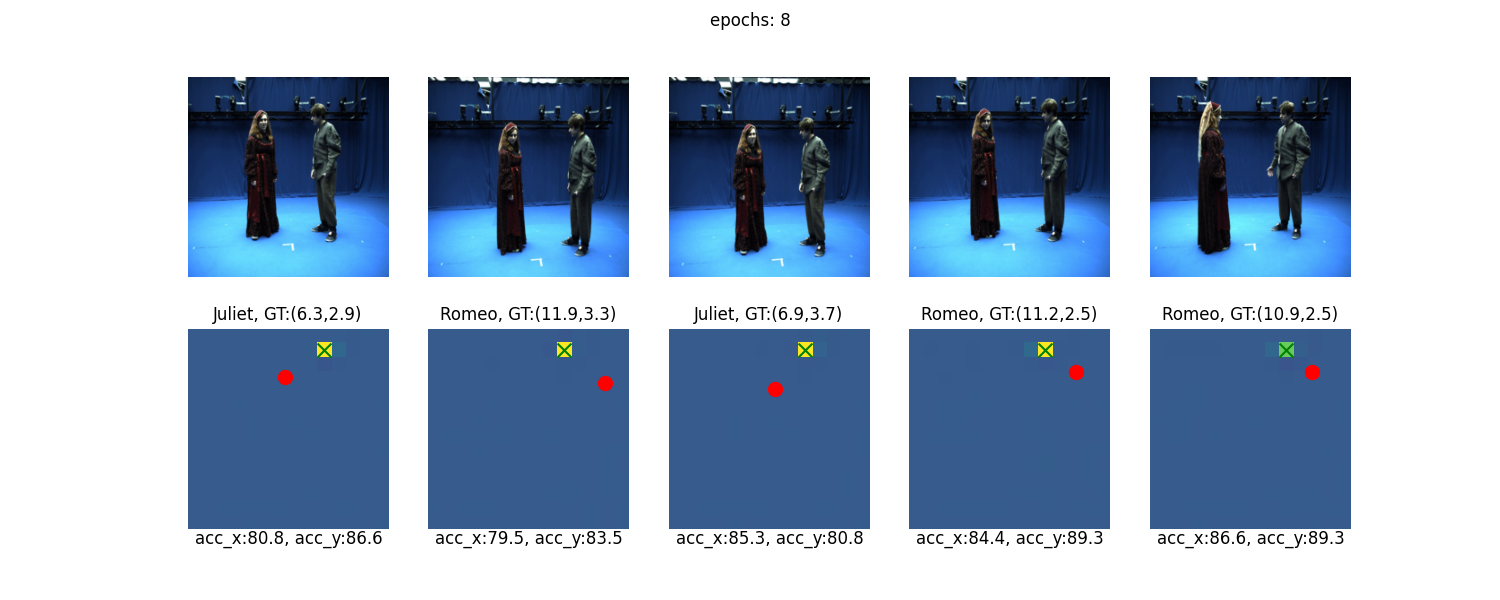 epochs: 8
Juliet, GT:(6.3,2.9)
Romeo, GT:(11.9,3.3)
Juliet, GT:(6.9,3.7)
Romeo, GT:(11.2,2.5)
Romeo, GT:(10.9,2.5)
acc_x:80.8, acc_y:86.6
acc_x:79.5, acc_y:83.5
acc_x:85.3, acc_y:80.8
acc_x:84.4, acc_y:89.3
acc_x:86.6, acc_y:89.3